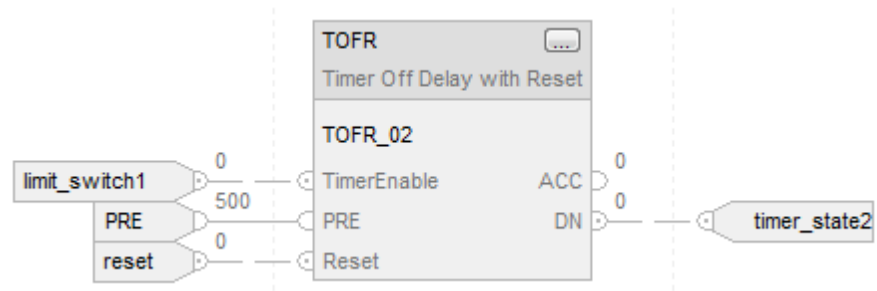 TOFR ...
Timer Off Delay with Reset
TOFR_02
limit_switch1 0 TimerEnable ACC 0
PRE 500 PRE DN 0 timer_state2
reset 0 Reset